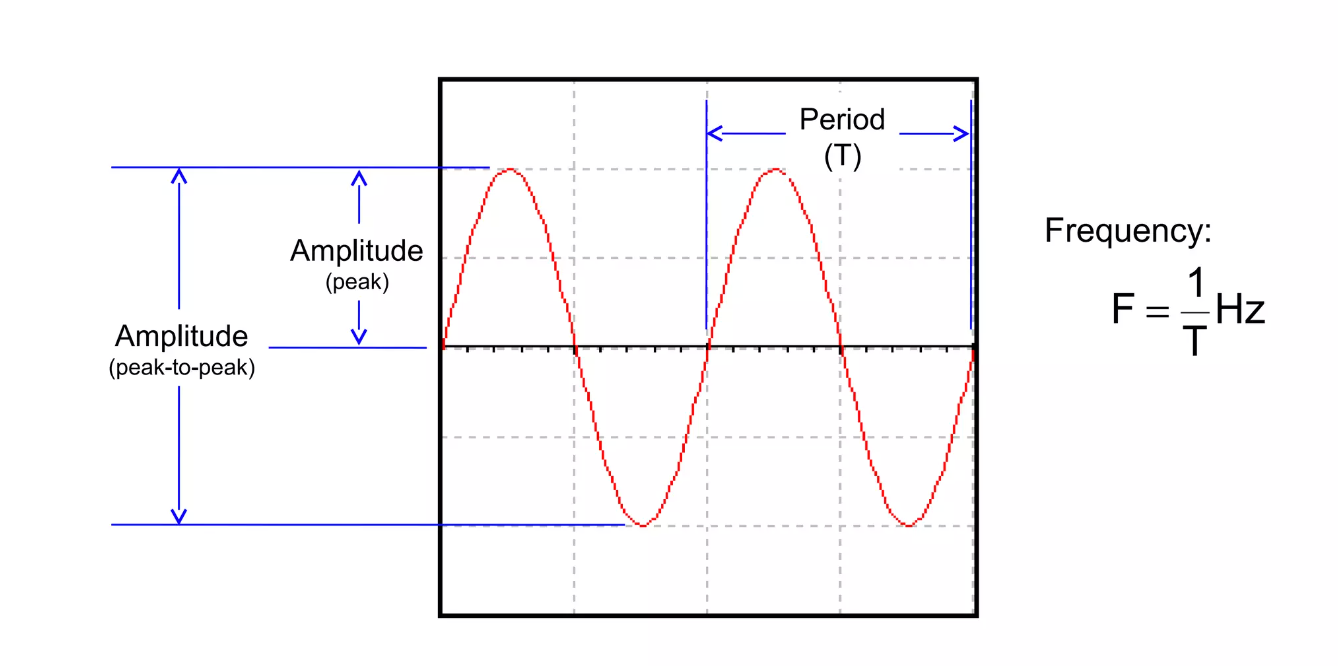 Period
(T)
Amplitude
(peak)
Amplitude
(peak-to-peak)
Frequency:
F = 1/T Hz